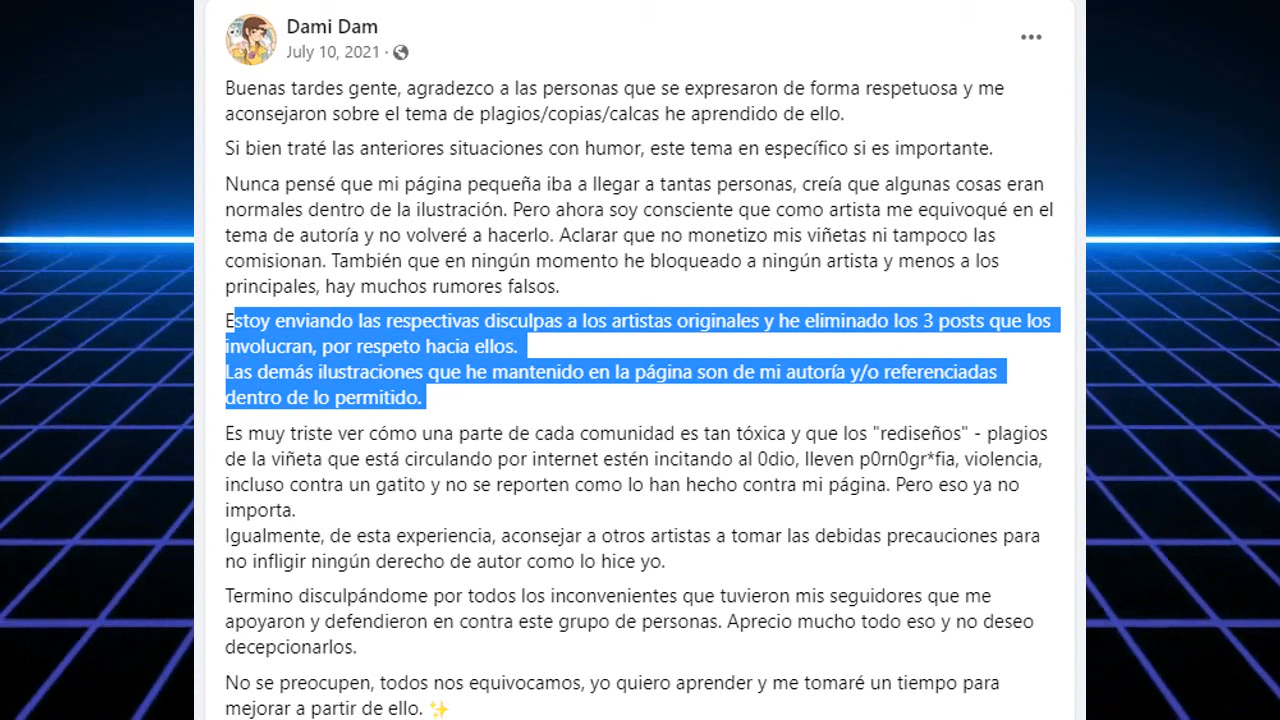 Dami Dam
July 10, 2021 ·
Buenas tardes gente, agradezco a las personas que se expresaron de forma respetuosa y me
aconsejaron sobre el tema de plagios/copias/calcas he aprendido de ello.
Si bien traté las anteriores situaciones con humor, este tema en específico si es importante.
Nunca pensé que mi página pequeña iba a llegar a tantas personas, creía que algunas cosas eran
normales dentro de la ilustración. Pero ahora soy consciente que como artista me equivoqué en el
tema de autoría y no volveré a hacerlo. Aclarar que no monetizo mis viñetas ni tampoco las
comisionan. También que en ningún momento he bloqueado a ningún artista y menos a los
principales, hay muchos rumores falsos.
Estoy enviando las respectivas disculpas a los artistas originales y he eliminado los 3 posts que los
involucran, por respeto hacia ellos.
Las demás ilustraciones que he mantenido en la página son de mi autoría y/o referenciadas
dentro de lo permitido.
Es muy triste ver cómo una parte de cada comunidad es tan tóxica y que los "rediseños" - plagios
de la viñeta que está circulando por internet estén incitando al 0dio, lleven p0rn0gr*fia, violencia,
incluso contra un gatito y no se reporten como lo han hecho contra mi página. Pero eso ya no
importa.
Igualmente, de esta experiencia, aconsejar a otros artistas a tomar las debidas precauciones para
no infligir ningún derecho de autor como lo hice yo.
Termino disculpándome por todos los inconvenientes que tuvieron mis seguidores que me
apoyaron y defendieron en contra este grupo de personas. Aprecio mucho todo eso y no deseo
decepcionarlos.
No se preocupen, todos nos equivocamos, yo quiero aprender y me tomaré un tiempo para
mejorar a partir de ello. ✨